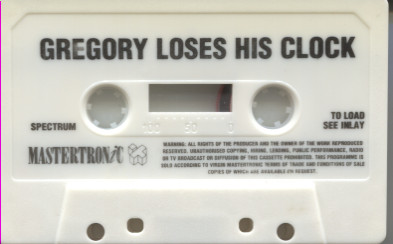 GREGORY LOSES HIS CLOCK
100 50 0
SPECTRUM
TO LOAD
SEE INLAY
MASTERTRONIC
WARNING: ALL RIGHTS OF THE PRODUCER AND THE OWNER OF THE WORK REPRODUCED
RESERVED. UNAUTHORISED COPYING, HIRING, LENDING, PUBLIC PERFORMANCE, RADIO
OR TV BROADCAST OR DIFFUSION OF THIS CASSETTE PROHIBITED. THIS PROGRAMME IS
SOLD ACCORDING TO VIRGIN MASTERTRONIC TERMS OF TRADE AND CONDITIONS OF SALE
COPIES OF WHICH ARE AVAILABLE ON REQUEST.